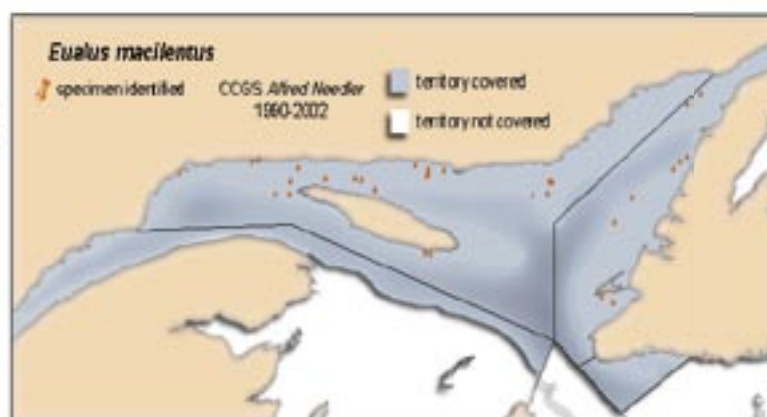 Eualus macilentus
specimen identified
CCGS Alfred Needler
1990-2002
territory covered
territory not covered